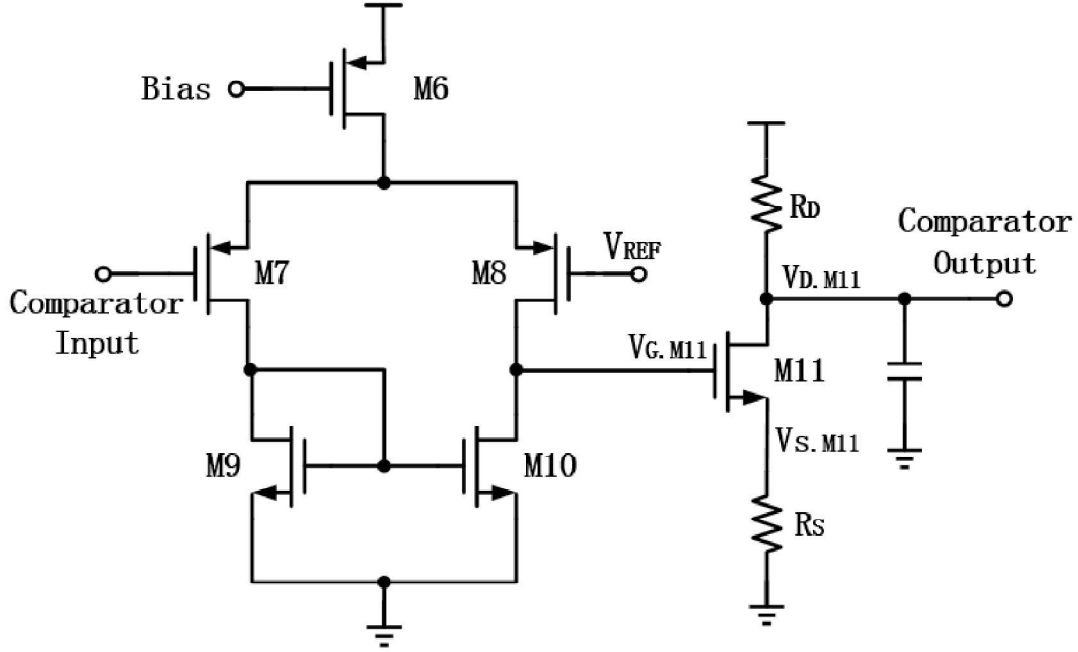 Bias
M6
RD
Comparator
Output
M7
M8
VREF
Comparator
Input
VD.M11
VG.M11
M11
VS.M11
M9
M10
RS